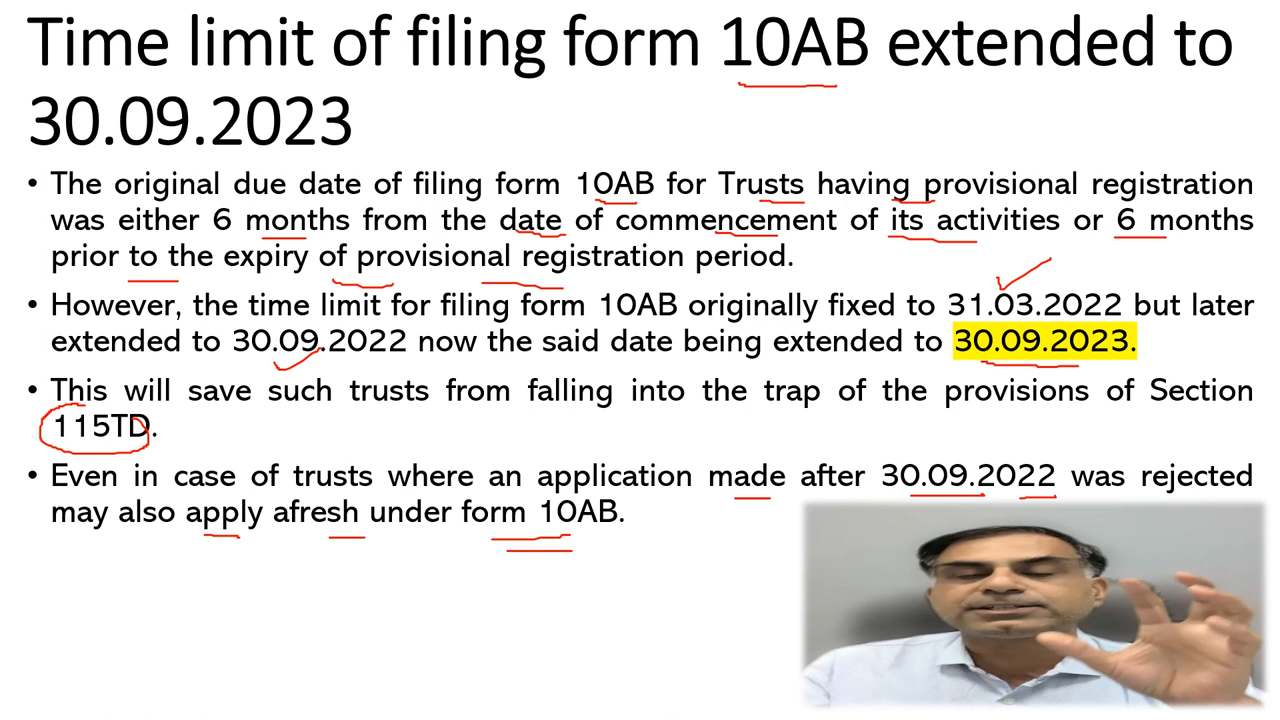 Time limit of filing form 10AB extended to
30.09.2023
• The original due date of filing form 10AB for Trusts having provisional registration
was either 6 months from the date of commencement of its activities or 6 months
prior to the expiry of provisional registration period.
• However, the time limit for filing form 10AB originally fixed to 31.03.2022 but later
extended to 30.09.2022 now the said date being extended to 30.09.2023.
• This will save such trusts from falling into the trap of the provisions of Section
115TD.
• Even in case of trusts where an application made after 30.09.2022 was rejected
may also apply afresh under form 10AB.